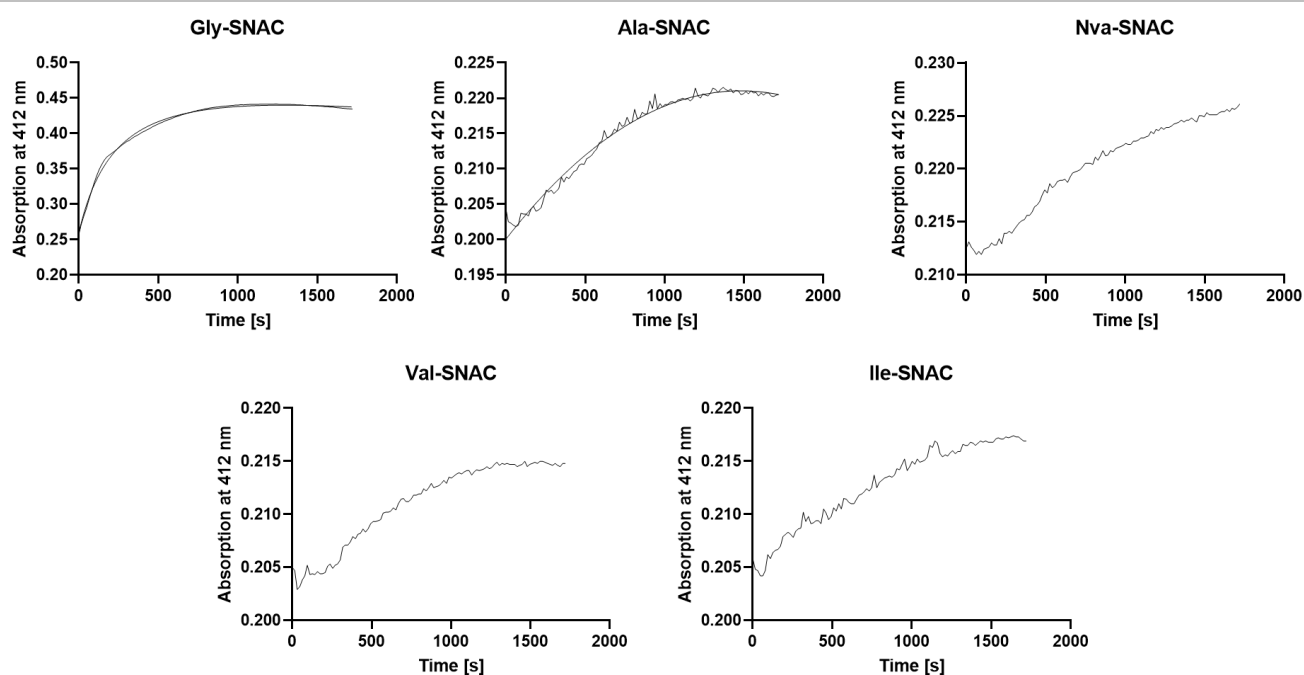 Gly-SNAC
Absorption at 412 nm
0.50
0.45
0.40
0.35
0.30
0.25
0.20
0 500 1000 1500 2000
Time [s]
Ala-SNAC
Absorption at 412 nm
0.225
0.220
0.215
0.210
0.205
0.200
0.195
0 500 1000 1500 2000
Time [s]
Nva-SNAC
Absorption at 412 nm
0.230
0.225
0.220
0.215
0.210
0 500 1000 1500 2000
Time [s]
Val-SNAC
Absorption at 412 nm
0.220
0.215
0.210
0.205
0.200
0 500 1000 1500 2000
Time [s]
Ile-SNAC
Absorption at 412 nm
0.220
0.215
0.210
0.205
0.200
0 500 1000 1500 2000
Time [s]